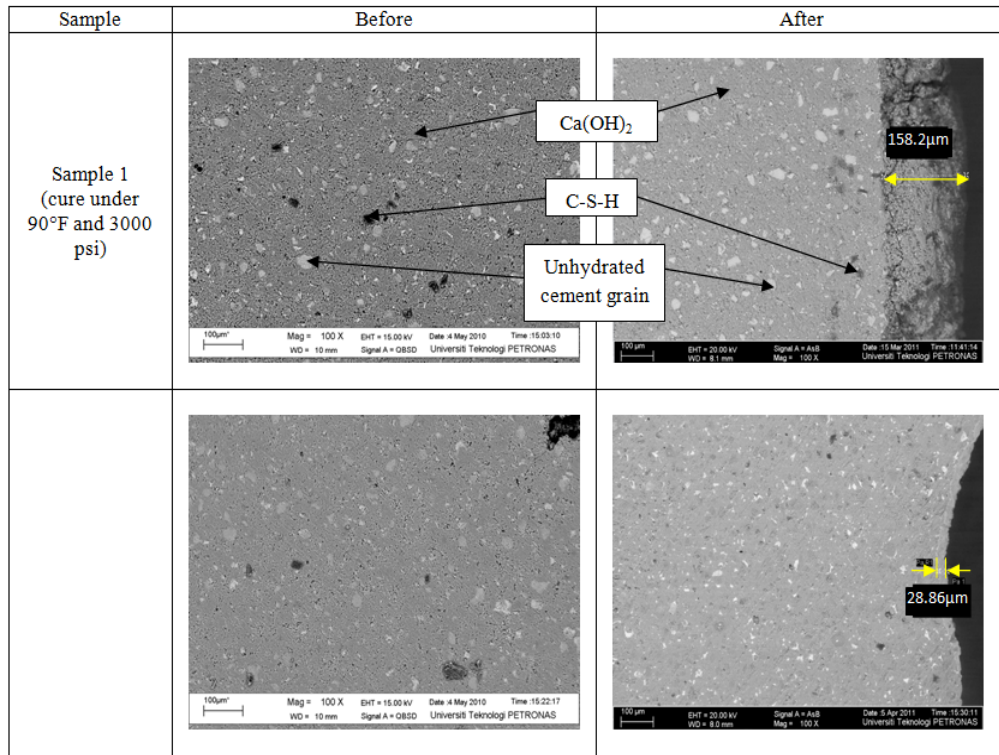 Sample Before After
Sample 1
(cure under
90°F and 3000
psi)
Ca(OH)2
C-S-H
Unhydrated
cement grain
100µm* Mag = 100 X EHT = 15.00 kV Date :4 May 2010 Time :15:03:10
WD = 10 mm Signal A = QBSD Universiti Teknologi PETRONAS
158.2µm
100 µm EHT = 20.00 kV Signal A = AsB Date :15 Mar 2011 Time :11:41:14
WD = 8.1 mm Mag = 100 X Universiti Teknologi PETRONAS
100µm* Mag = 100 X EHT = 15.00 kV Date :4 May 2010 Time :15:22:17
WD = 10 mm Signal A = QBSD Universiti Teknologi PETRONAS
28.86µm
100 µm EHT = 20.00 kV Signal A = AsB Date :5 Apr 2011 Time :15:30:11
WD = 8.0 mm Mag = 100 X Universiti Teknologi PETRONAS